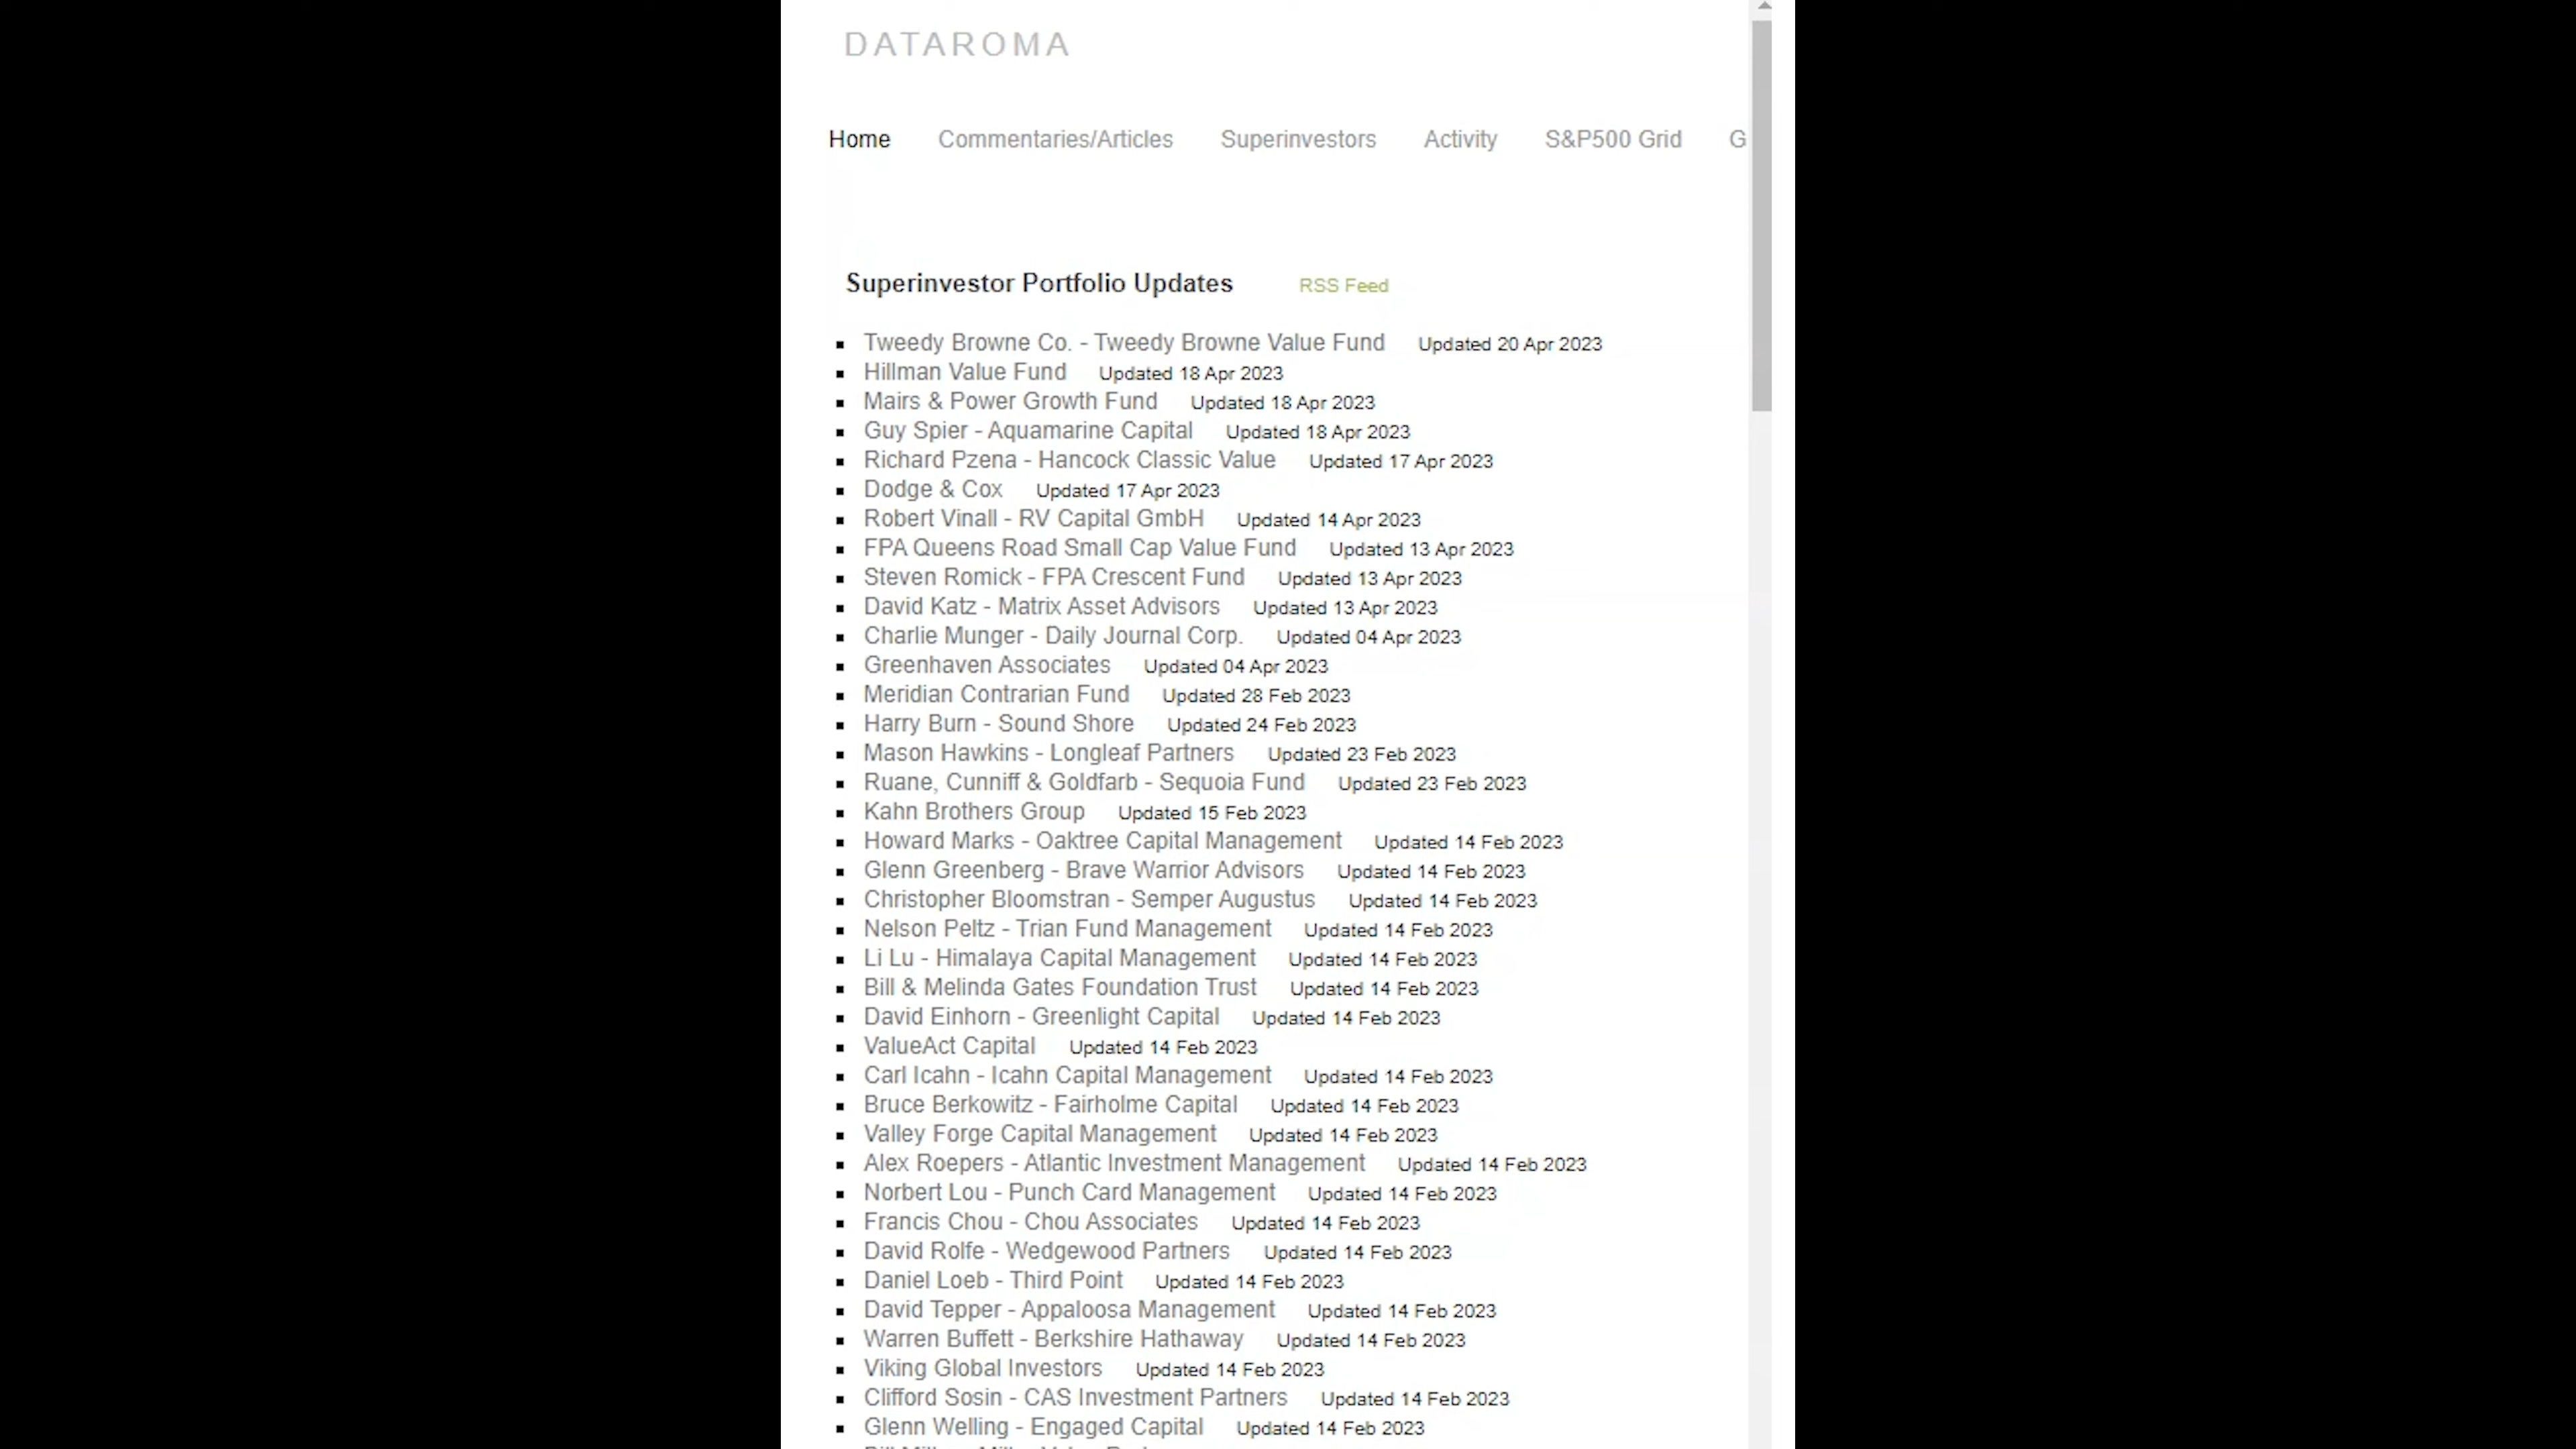 DATAROMA
Home Commentaries/Articles Superinvestors Activity S&P500 Grid G
Superinvestor Portfolio Updates RSS Feed
Tweedy Browne Co. - Tweedy Browne Value Fund Updated 20 Apr 2023
Hillman Value Fund Updated 18 Apr 2023
Mairs & Power Growth Fund Updated 18 Apr 2023
Guy Spier - Aquamarine Capital Updated 18 Apr 2023
Richard Pzena - Hancock Classic Value Updated 17 Apr 2023
Dodge & Cox Updated 17 Apr 2023
Robert Vinall - RV Capital GmbH Updated 14 Apr 2023
FPA Queens Road Small Cap Value Fund Updated 13 Apr 2023
Steven Romick - FPA Crescent Fund Updated 13 Apr 2023
David Katz - Matrix Asset Advisors Updated 13 Apr 2023
Charlie Munger - Daily Journal Corp. Updated 04 Apr 2023
Greenhaven Associates Updated 04 Apr 2023
Meridian Contrarian Fund Updated 28 Feb 2023
Harry Burn - Sound Shore Updated 24 Feb 2023
Mason Hawkins - Longleaf Partners Updated 23 Feb 2023
Ruane, Cunniff & Goldfarb - Sequoia Fund Updated 23 Feb 2023
Kahn Brothers Group Updated 15 Feb 2023
Howard Marks - Oaktree Capital Management Updated 14 Feb 2023
Glenn Greenberg - Brave Warrior Advisors Updated 14 Feb 2023
Christopher Bloomstran - Semper Augustus Updated 14 Feb 2023
Nelson Peltz - Trian Fund Management Updated 14 Feb 2023
Li Lu - Himalaya Capital Management Updated 14 Feb 2023
Bill & Melinda Gates Foundation Trust Updated 14 Feb 2023
David Einhorn - Greenlight Capital Updated 14 Feb 2023
ValueAct Capital Updated 14 Feb 2023
Carl Icahn - Icahn Capital Management Updated 14 Feb 2023
Bruce Berkowitz - Fairholme Capital Updated 14 Feb 2023
Valley Forge Capital Management Updated 14 Feb 2023
Alex Roepers - Atlantic Investment Management Updated 14 Feb 2023
Norbert Lou - Punch Card Management Updated 14 Feb 2023
Francis Chou - Chou Associates Updated 14 Feb 2023
David Rolfe - Wedgewood Partners Updated 14 Feb 2023
Daniel Loeb - Third Point Updated 14 Feb 2023
David Tepper - Appaloosa Management Updated 14 Feb 2023
Warren Buffett - Berkshire Hathaway Updated 14 Feb 2023
Viking Global Investors Updated 14 Feb 2023
Clifford Sosin - CAS Investment Partners Updated 14 Feb 2023
Glenn Welling - Engaged Capital Updated 14 Feb 2023